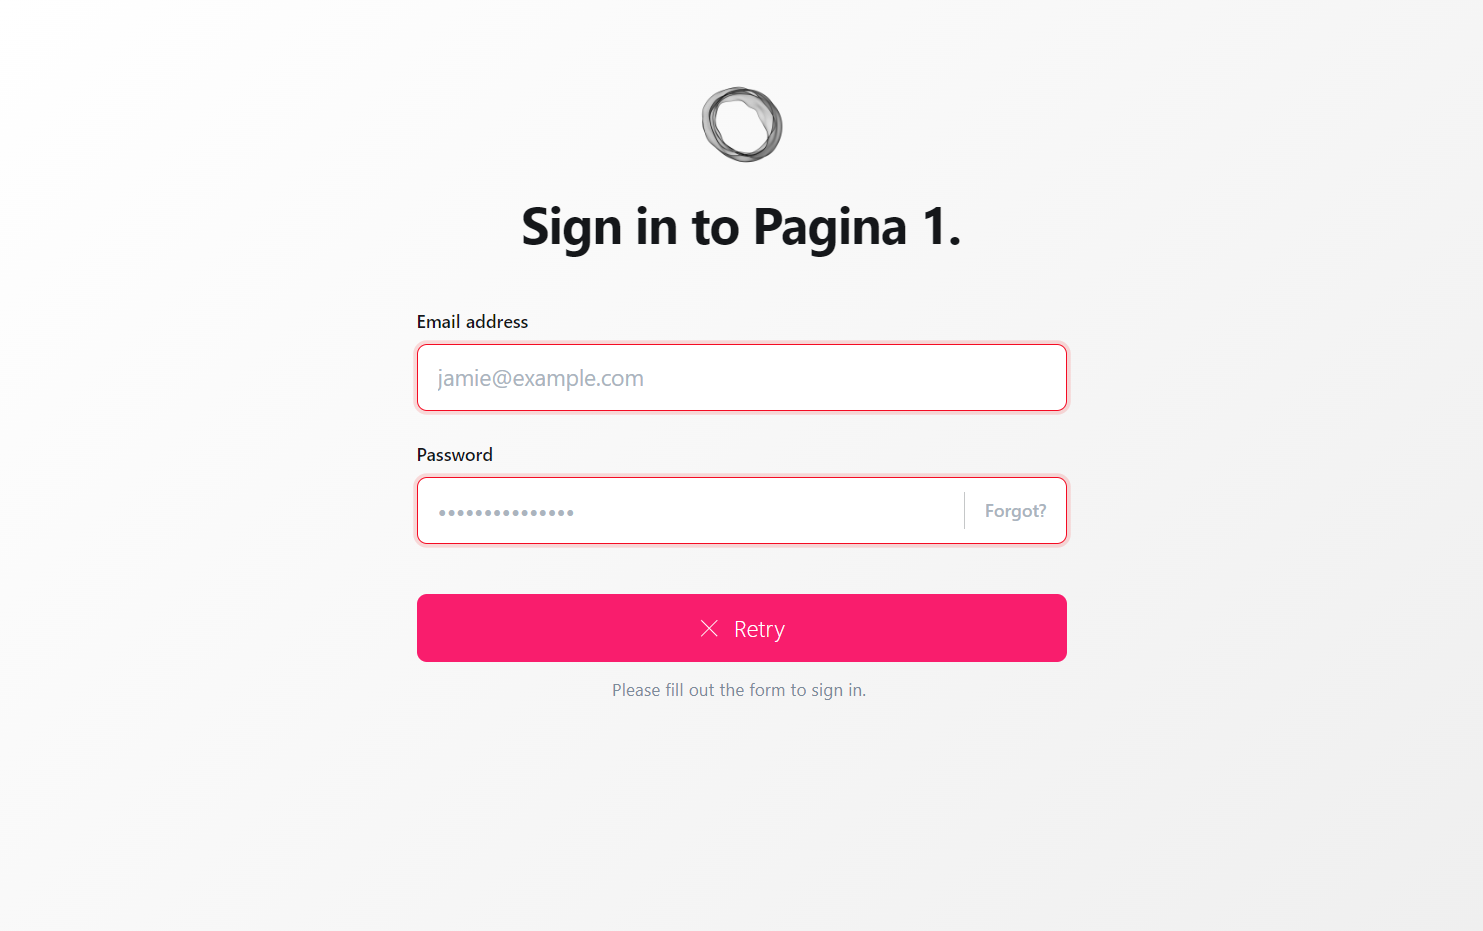 Sign in to Pagina 1.
Email address
jamie@example.com
Password
•••••••••••••••
Forgot?
Retry
Please fill out the form to sign in.